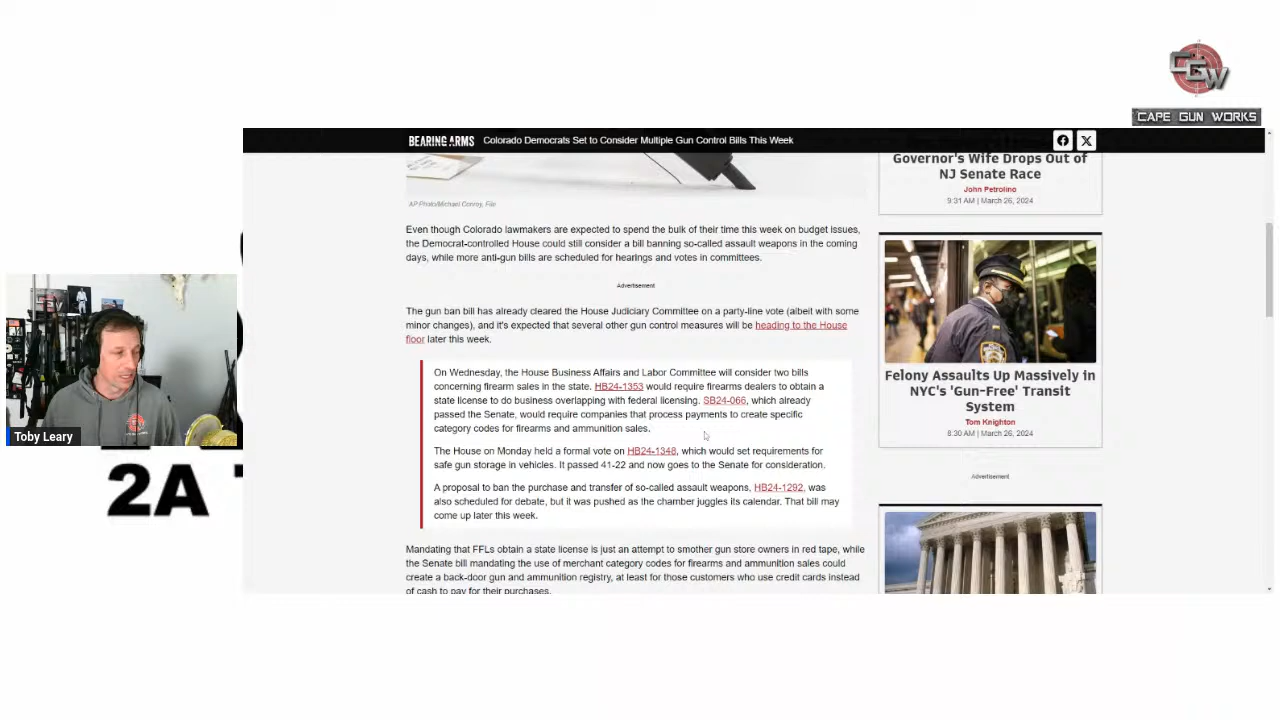 CGW
CAPE GUN WORKS
BEARING ARMS Colorado Democrats Set to Consider Multiple Gun Control Bills This Week
AP Photo/Michael Conroy, File
Even though Colorado lawmakers are expected to spend the bulk of their time this week on budget issues,
the Democrat-controlled House could still consider a bill banning so-called assault weapons in the coming
days, while more anti-gun bills are scheduled for hearings and votes in committees.
Advertisement
The gun ban bill has already cleared the House Judiciary Committee on a party-line vote (albeit with some
minor changes), and it's expected that several other gun control measures will be heading to the House
floor later this week.
On Wednesday, the House Business Affairs and Labor Committee will consider two bills
concerning firearm sales in the state. HB24-1353 would require firearms dealers to obtain a
state license to do business overlapping with federal licensing. SB24-066, which already
passed the Senate, would require companies that process payments to create specific
category codes for firearms and ammunition sales.
The House on Monday held a formal vote on HB24-1348, which would set requirements for
safe gun storage in vehicles. It passed 41-22 and now goes to the Senate for consideration.
A proposal to ban the purchase and transfer of so-called assault weapons, HB24-1292, was
also scheduled for debate, but it was pushed as the chamber juggles its calendar. That bill may
come up later this week.
Mandating that FFLs obtain a state license is just an attempt to smother gun store owners in red tape, while
the Senate bill mandating the use of merchant category codes for firearms and ammunition sales could
create a back-door gun and ammunition registry, at least for those customers who use credit cards instead
of cash to pay for their purchases.
Governor's Wife Drops Out of
NJ Senate Race
John Petrolino
9:31 AM | March 26, 2024
Felony Assaults Up Massively in
NYC's 'Gun-Free' Transit
System
Tom Knighton
8:30 AM | March 26, 2024
Advertisement
Toby Leary
2A